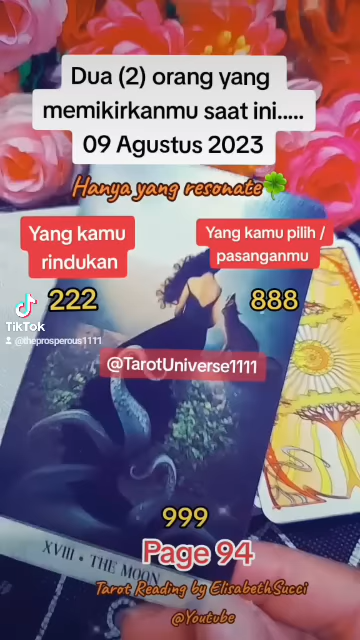 Dua (2) orang yang
memikirkanmu saat ini.....
09 Agustus 2023
Hanya yang resonate
Yang kamu
rindukan
Yang kamu pilih /
pasanganmu
222
888
TikTok
@theprosperous1111
@TarotUniverse1111
999
XVIII • THE MOON
Page 94
Tarot Reading by ElisabethSucci
@Youtube